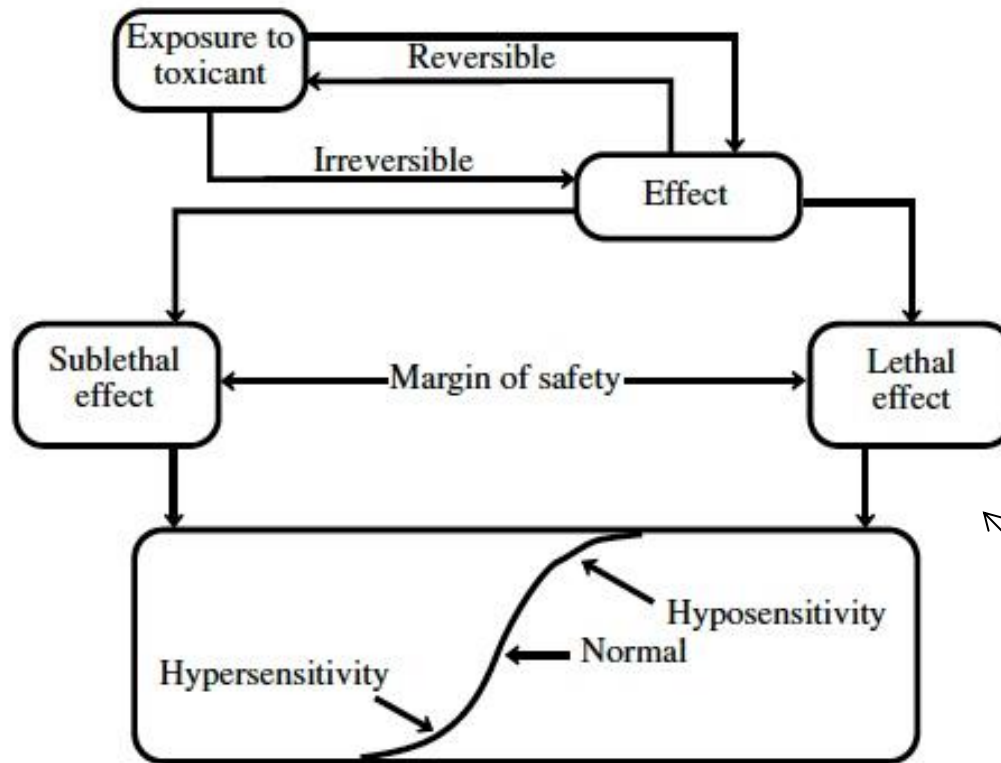 Exposure to
toxicant
Reversible
Irreversible
Effect
Sublethal
effect
Margin of safety
Lethal
effect
Hyposensitivity
Normal
Hypersensitivity